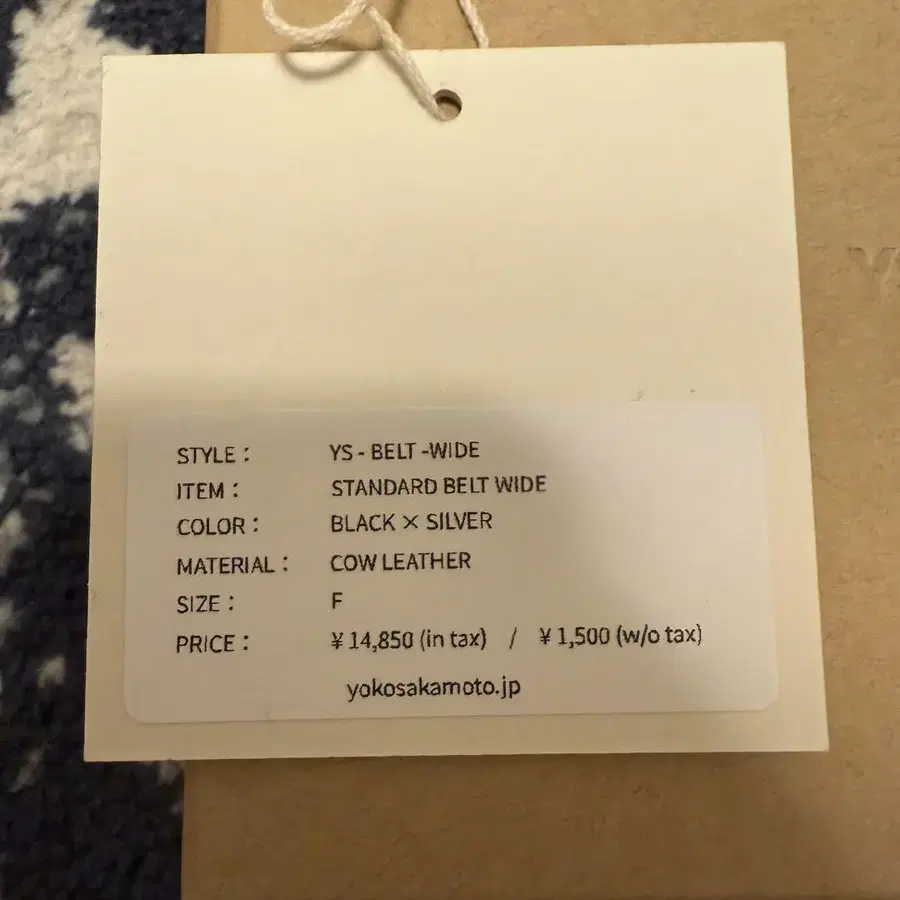 STYLE : YS - BELT -WIDE
ITEM : STANDARD BELT WIDE
COLOR : BLACK × SILVER
MATERIAL : COW LEATHER
SIZE : F
PRICE : ¥ 14,850 (in tax) / ¥ 1,500 (w/o tax)
yokosakamoto.jp